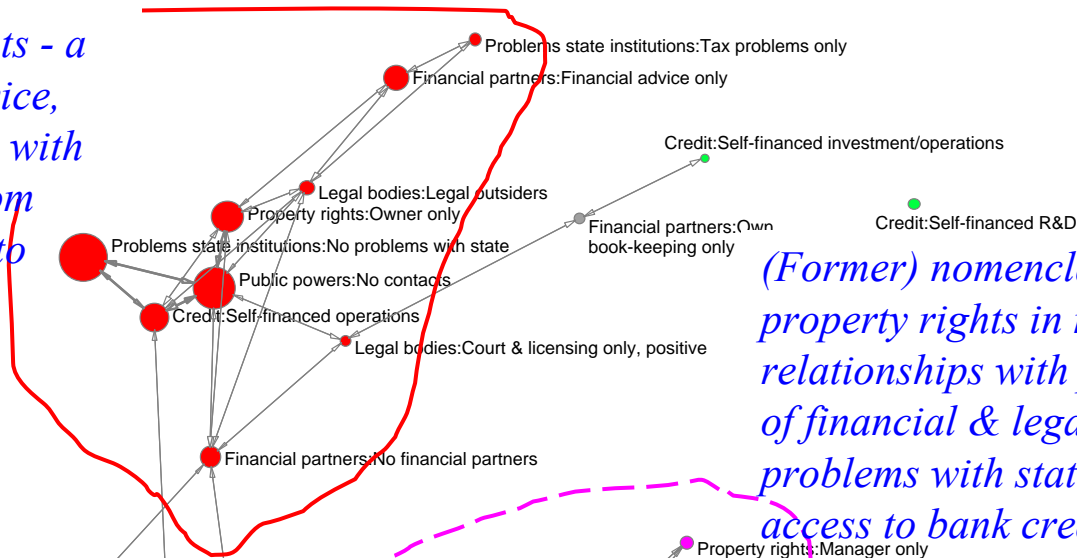 ts - a
ice,
with
om
to
Problems state institutions:Tax problems only
Financial partners:Financial advice only
Credit:Self-financed investment/operations
Legal bodies:Legal outsiders
Property rights:Owner only
Financial partners:Own
book-keeping only
Credit:Self-financed R&D
Problems state institutions:No problems with state
Public powers:No contacts
Credit:Self-financed operations
Legal bodies:Court & licensing only, positive
Financial partners:No financial partners
(Former) nomencl
property rights in
relationships with
of financial & lega
problems with stat
access to bank cre
Property rights:Manager only